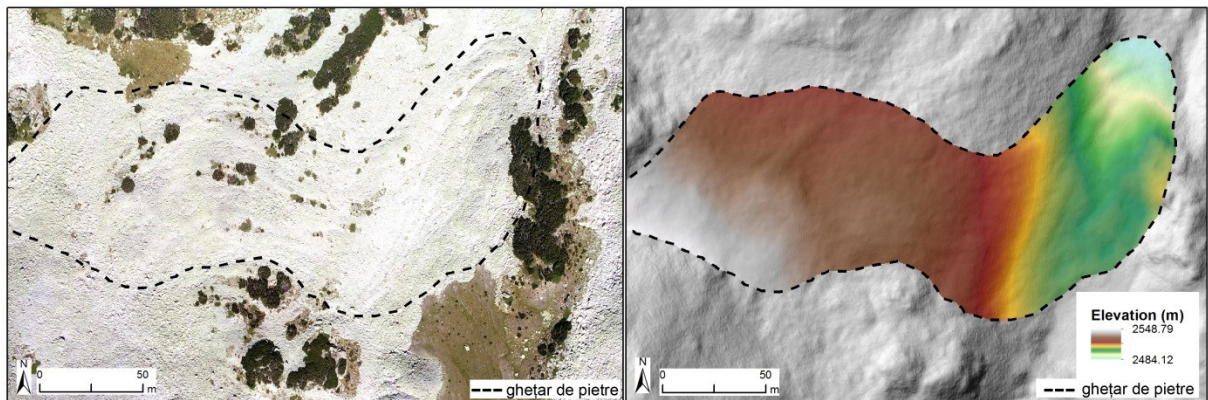 N
0
50
m
ghețar de pietre
Elevation (m)
2548.79
2484.12
N
0
50
m
ghețar de pietre